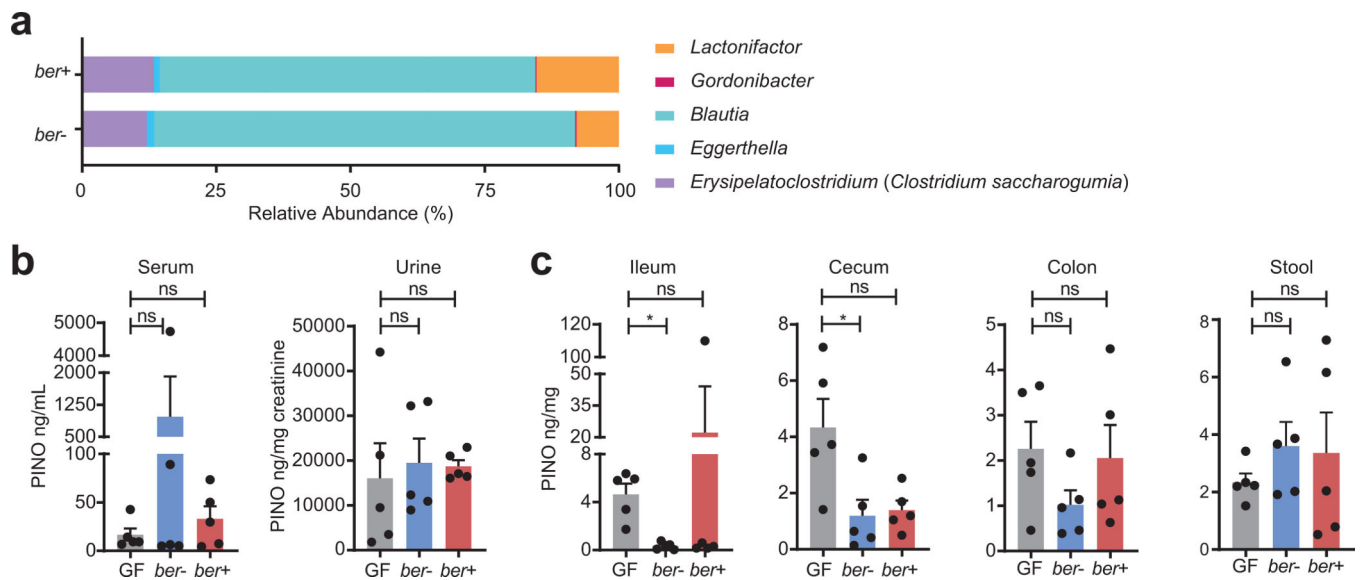 a
ber+
ber-
0 25 50 75 100
Relative Abundance (%)
Lactonifactor
Gordonibacter
Blautia
Eggerthella
Erysipelatoclostridium (Clostridium saccharogumia)
b
Serum
ns
ns
PINO ng/mL
5000
4000
2000
1250
500
100
50
0
GF ber- ber+
Urine
ns
ns
PINO ng/mg creatinine
50000
40000
30000
20000
10000
0
GF ber- ber+
c
Ileum
ns
*
PINO ng/mg
120
100
50
20
8
4
0
GF ber- ber+
Cecum
ns
*
8
6
4
2
0
GF ber- ber+
Colon
ns
ns
5
4
3
2
1
0
GF ber- ber+
Stool
ns
ns
8
6
4
2
0
GF ber- ber+